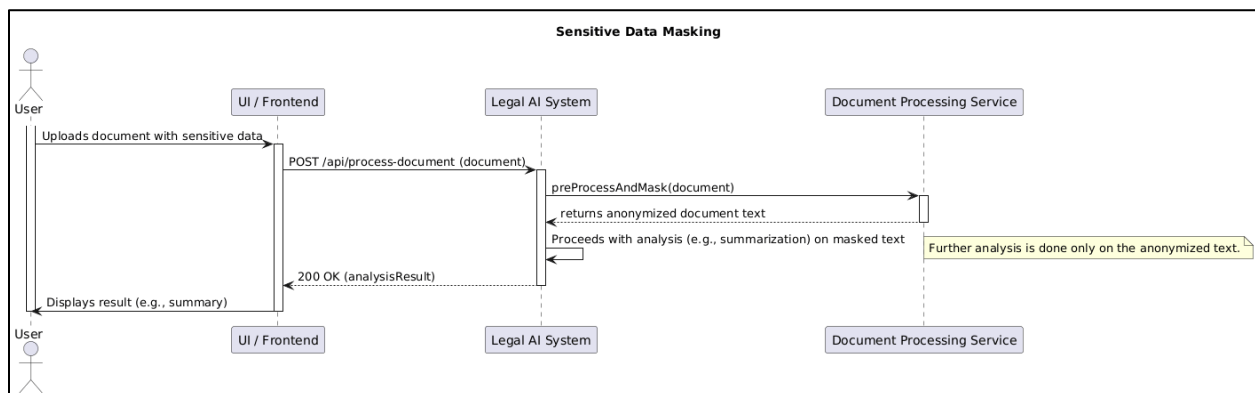 Sensitive Data Masking
User
UI / Frontend
Legal AI System
Document Processing Service
Uploads document with sensitive data
POST /api/process-document (document)
preProcessAndMask(document)
returns anonymized document text
Proceeds with analysis (e.g., summarization) on masked text
Further analysis is done only on the anonymized text.
200 OK (analysisResult)
Displays result (e.g., summary)
User
UI / Frontend
Legal AI System
Document Processing Service